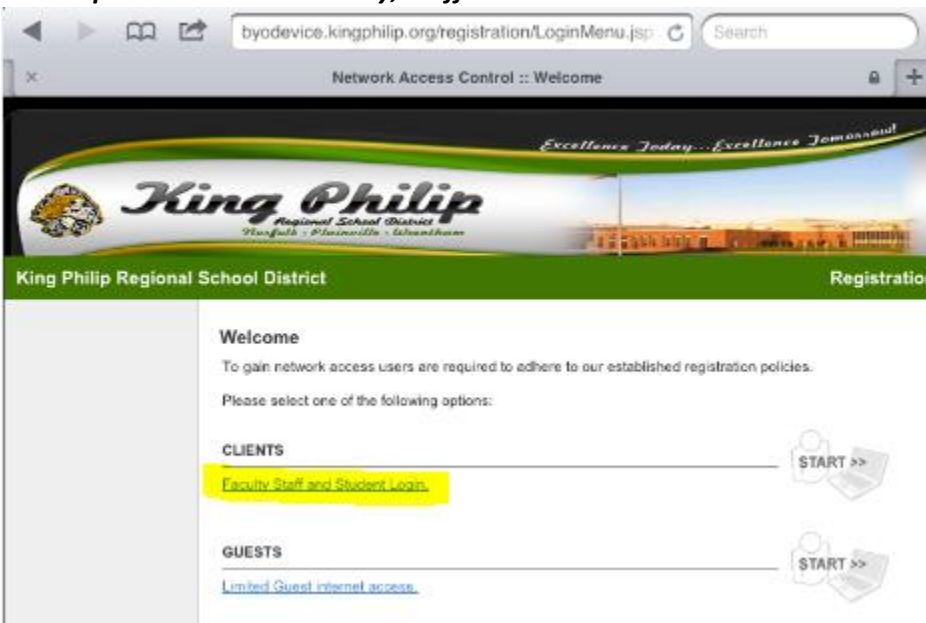 byodevice.kingphilip.org/registration/LoginMenu.jsp
Search
Network Access Control :: Welcome
Excellence Today...Excellence Tomorrow!
King Philip
Regional School District
Norfolk - Plainville - Wrentham
King Philip Regional School District
Registratio
Welcome
To gain network access users are required to adhere to our established registration policies.
Please select one of the following options:
CLIENTS
START >>
Faculty Staff and Student Login.
GUESTS
START >>
Limited Guest internet access.